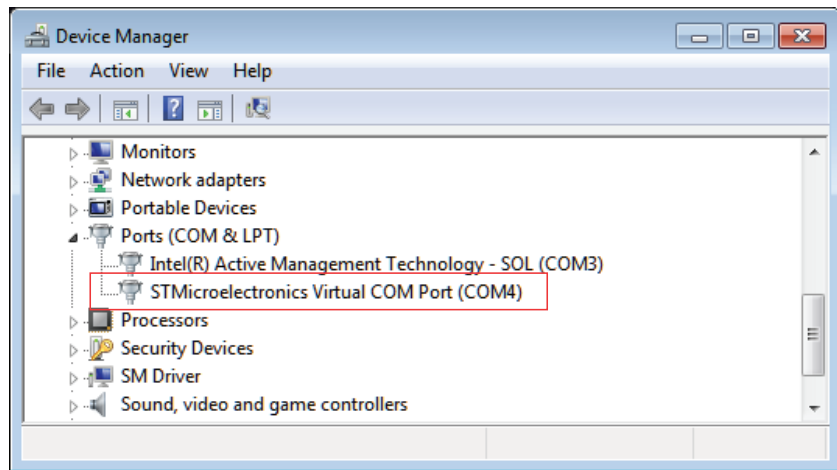 Device Manager
File Action View Help
Monitors
Network adapters
Portable Devices
Ports (COM & LPT)
Intel(R) Active Management Technology - SOL (COM3)
STMicroelectronics Virtual COM Port (COM4)
Processors
Security Devices
SM Driver
Sound, video and game controllers